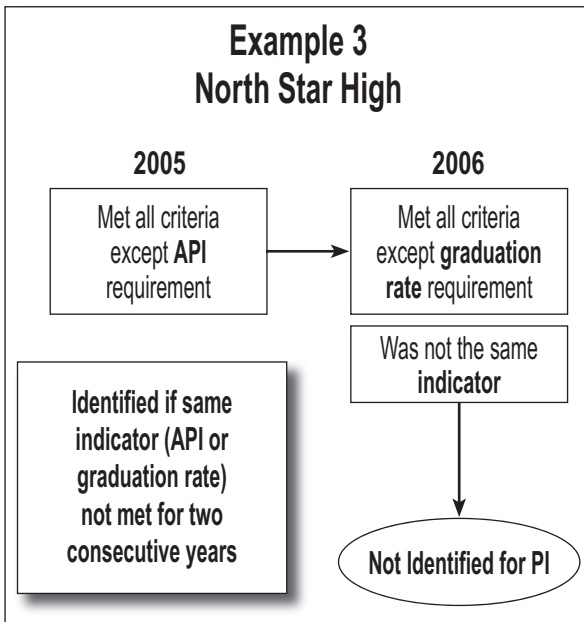 Example 3
North Star High
2005
Met all criteria
except API
requirement
2006
Met all criteria
except graduation
rate requirement
Was not the same
indicator
Identified if same
indicator (API or
graduation rate)
not met for two
consecutive years
Not Identified for PI